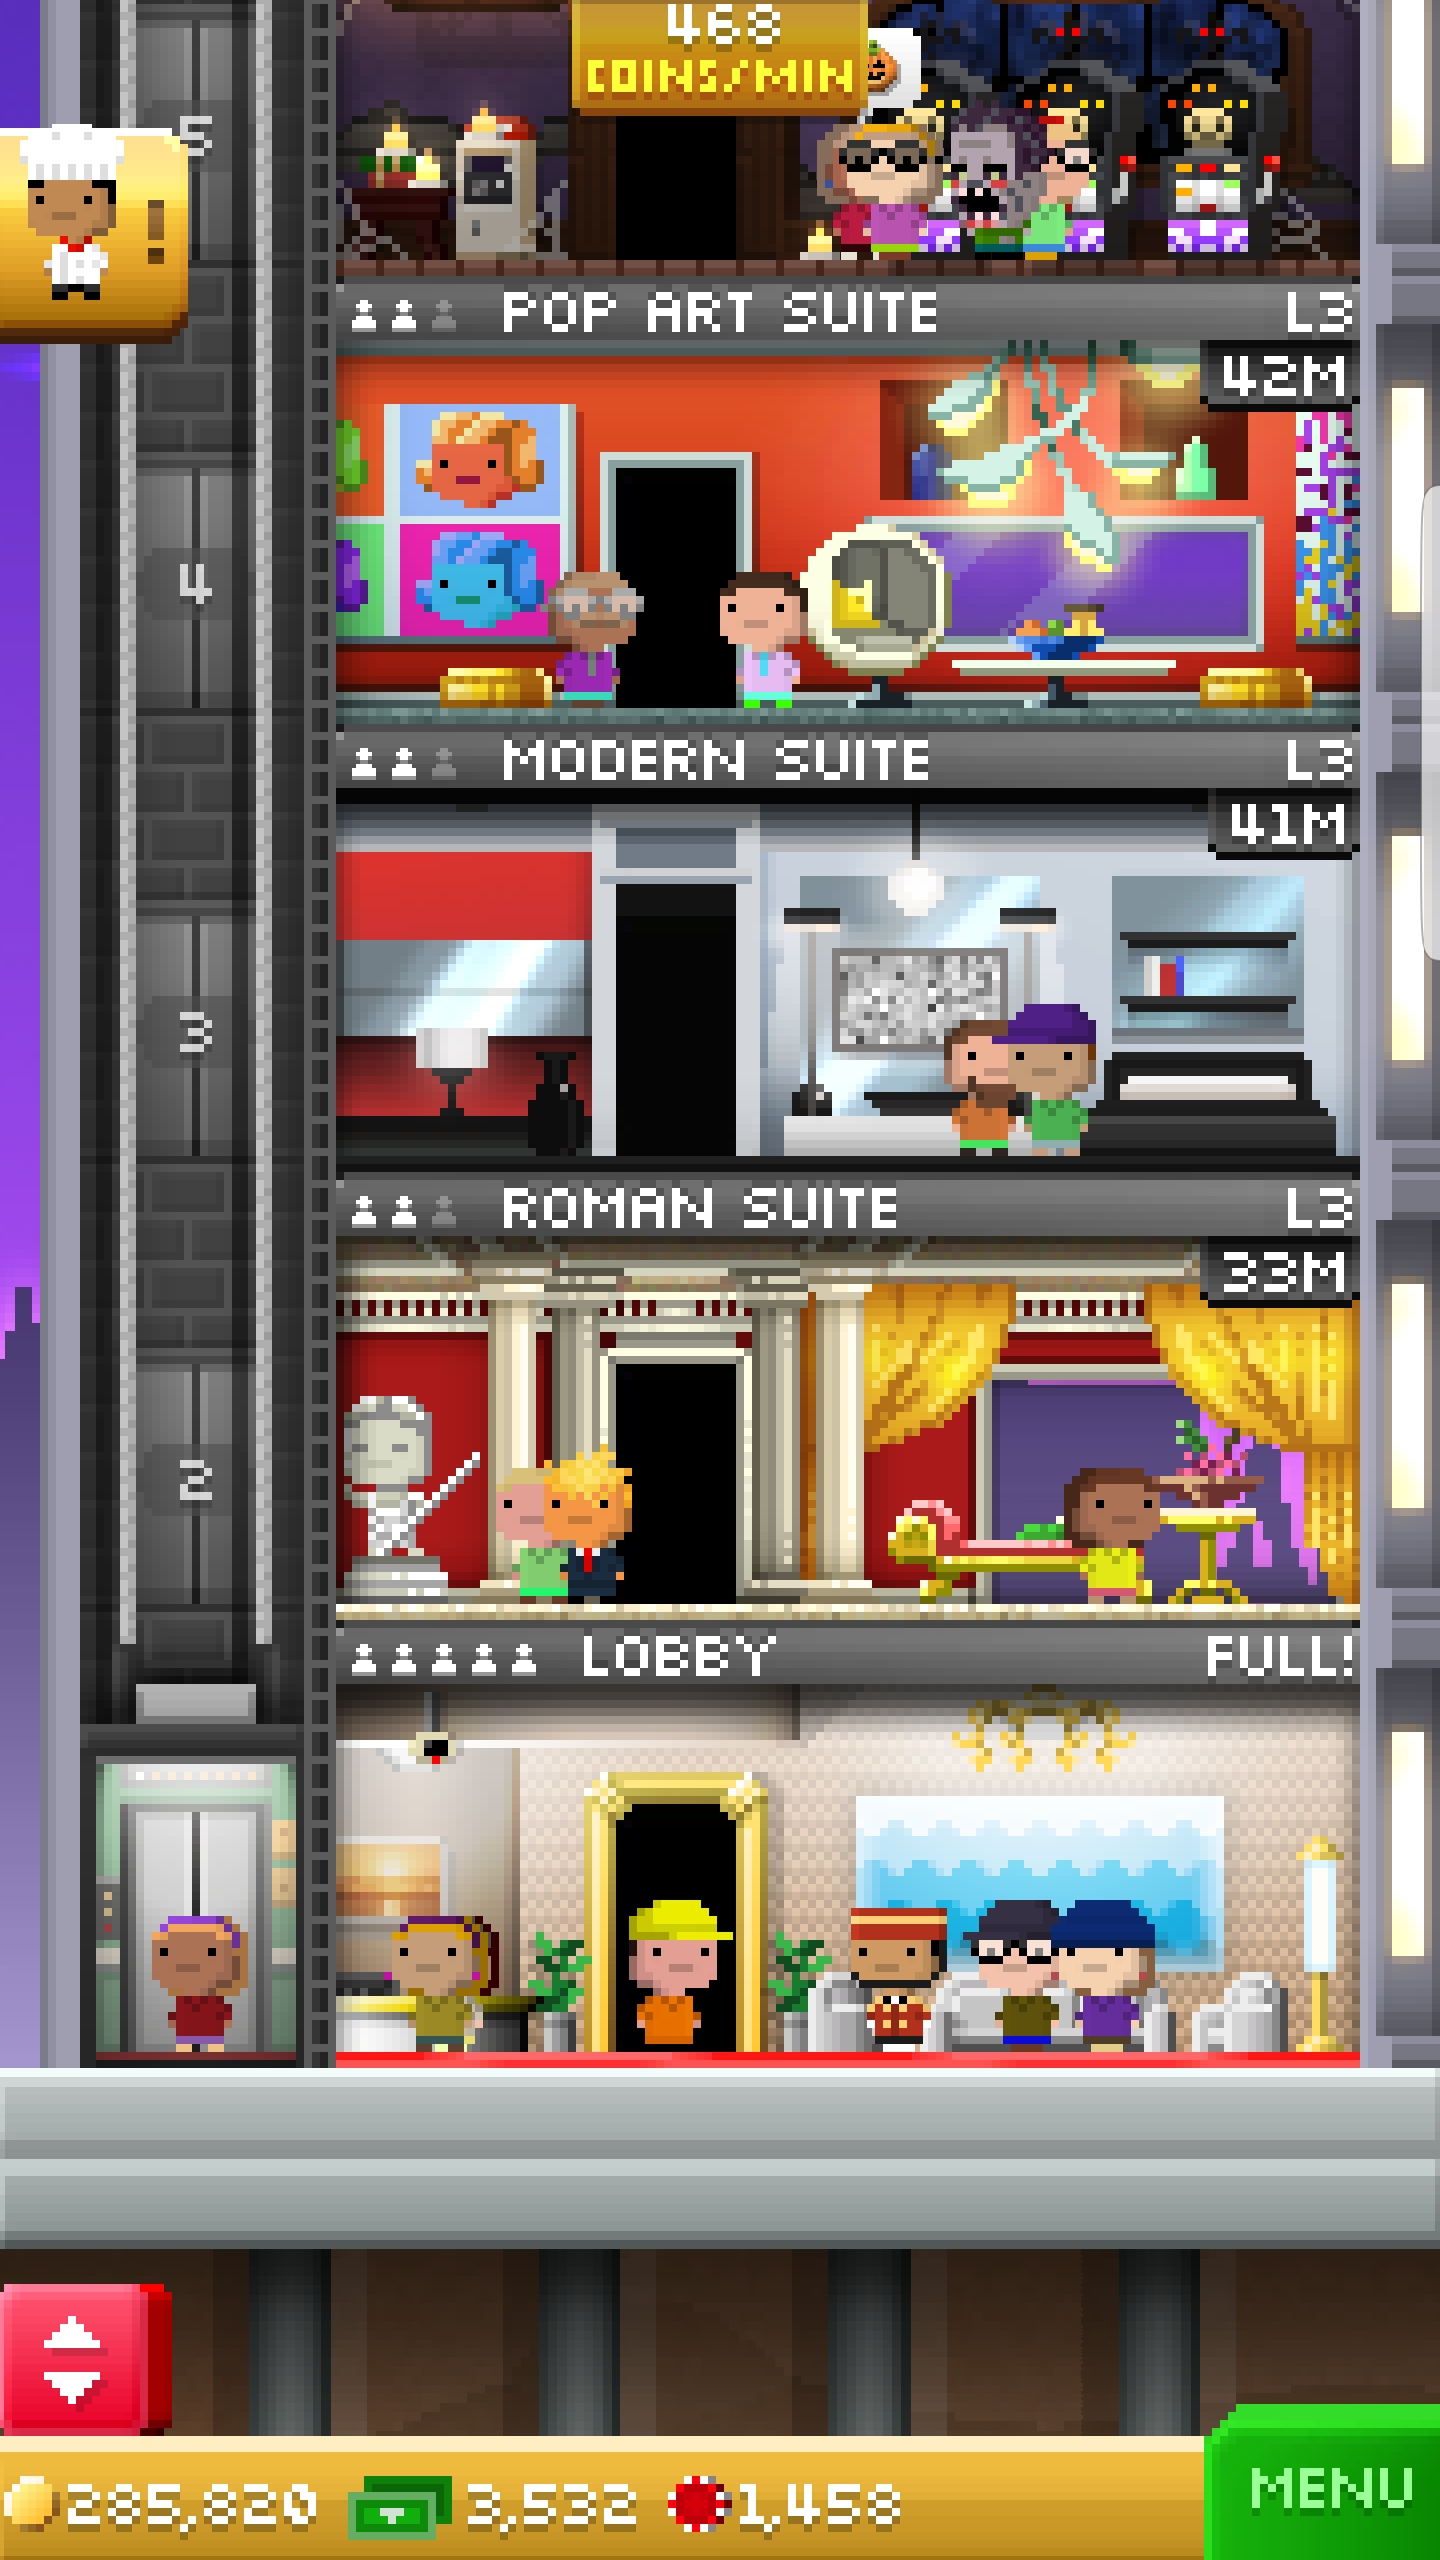 468
COINS/MIN
5
!
POP ART SUITE L3
42M
4
MODERN SUITE L3
41M
3
ROMAN SUITE L3
33M
2
LOBBY FULL!
285,820 3,532 1,458
MENU